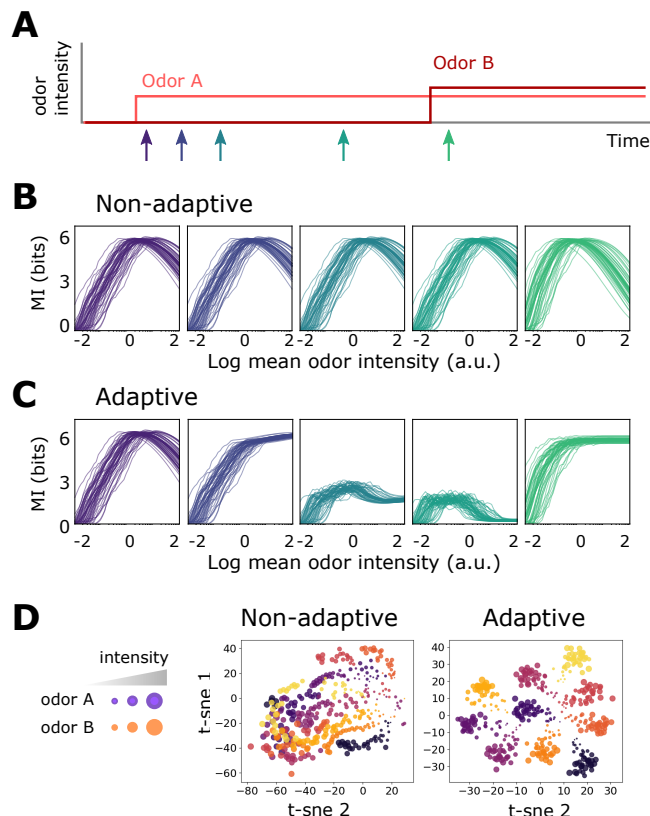 A
odor
intensity
Odor A
Odor B
Time
B
Non-adaptive
MI (bits)
6
3
0
-2 0 2 -2 0 2 -2 0 2 -2 0 2 -2 0 2
Log mean odor intensity (a.u.)
C
Adaptive
MI (bits)
6
3
0
-2 0 2 -2 0 2 -2 0 2 -2 0 2 -2 0 2
Log mean odor intensity (a.u.)
D
intensity
odor A
odor B
Non-adaptive
t-sne 1
40
20
0
−20
−40
−60
−80 −60 −40 −20 0 20
t-sne 2
Adaptive
40
30
20
10
0
−10
−20
−30
−30 −20 −10 0 10 20 30
t-sne 2